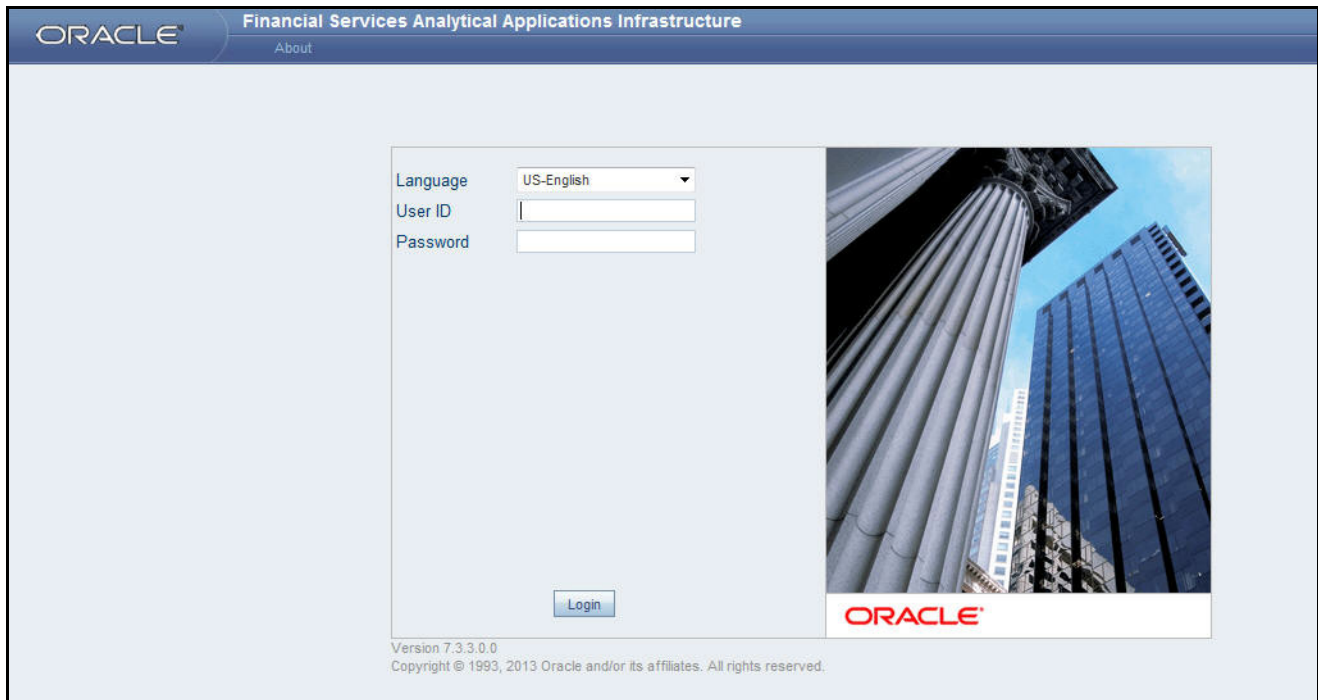 ORACLE®
Financial Services Analytical Applications Infrastructure
About
Language
US-English
User ID
Password
Login
ORACLE®
Version 7.3.3.0.0
Copyright © 1993, 2013 Oracle and/or its affiliates. All rights reserved.